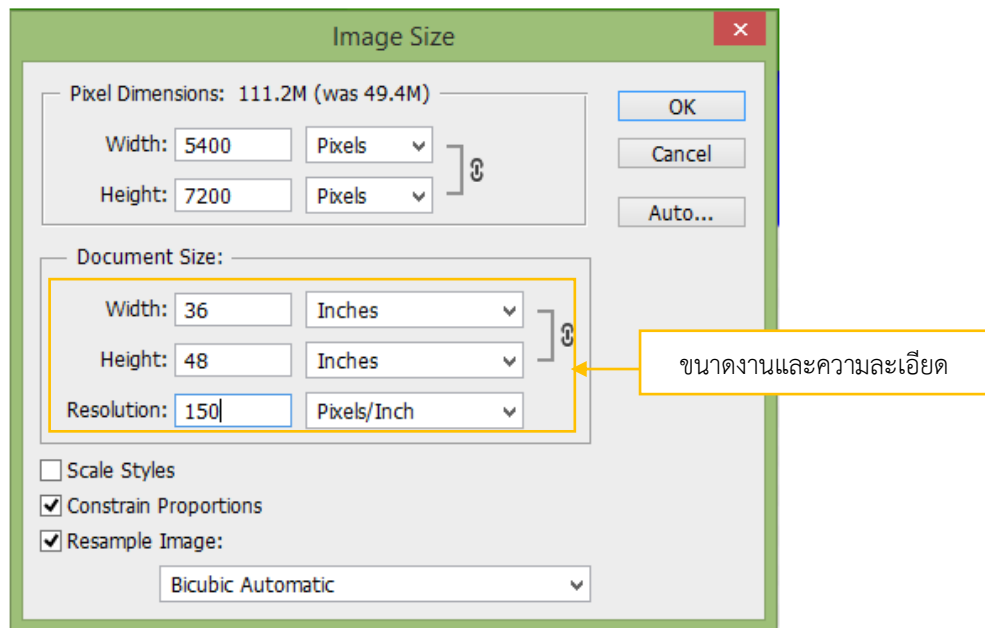 Image Size
Pixel Dimensions: 111.2M (was 49.4M)
OK
Width: 5400 Pixels
Cancel
Height: 7200 Pixels
Auto...
Document Size:
Width: 36 Inches
Height: 48 Inches
ขนาดงานและความละเอียด
Resolution: 150 Pixels/Inch
Scale Styles
Constrain Proportions
Resample Image:
Bicubic Automatic